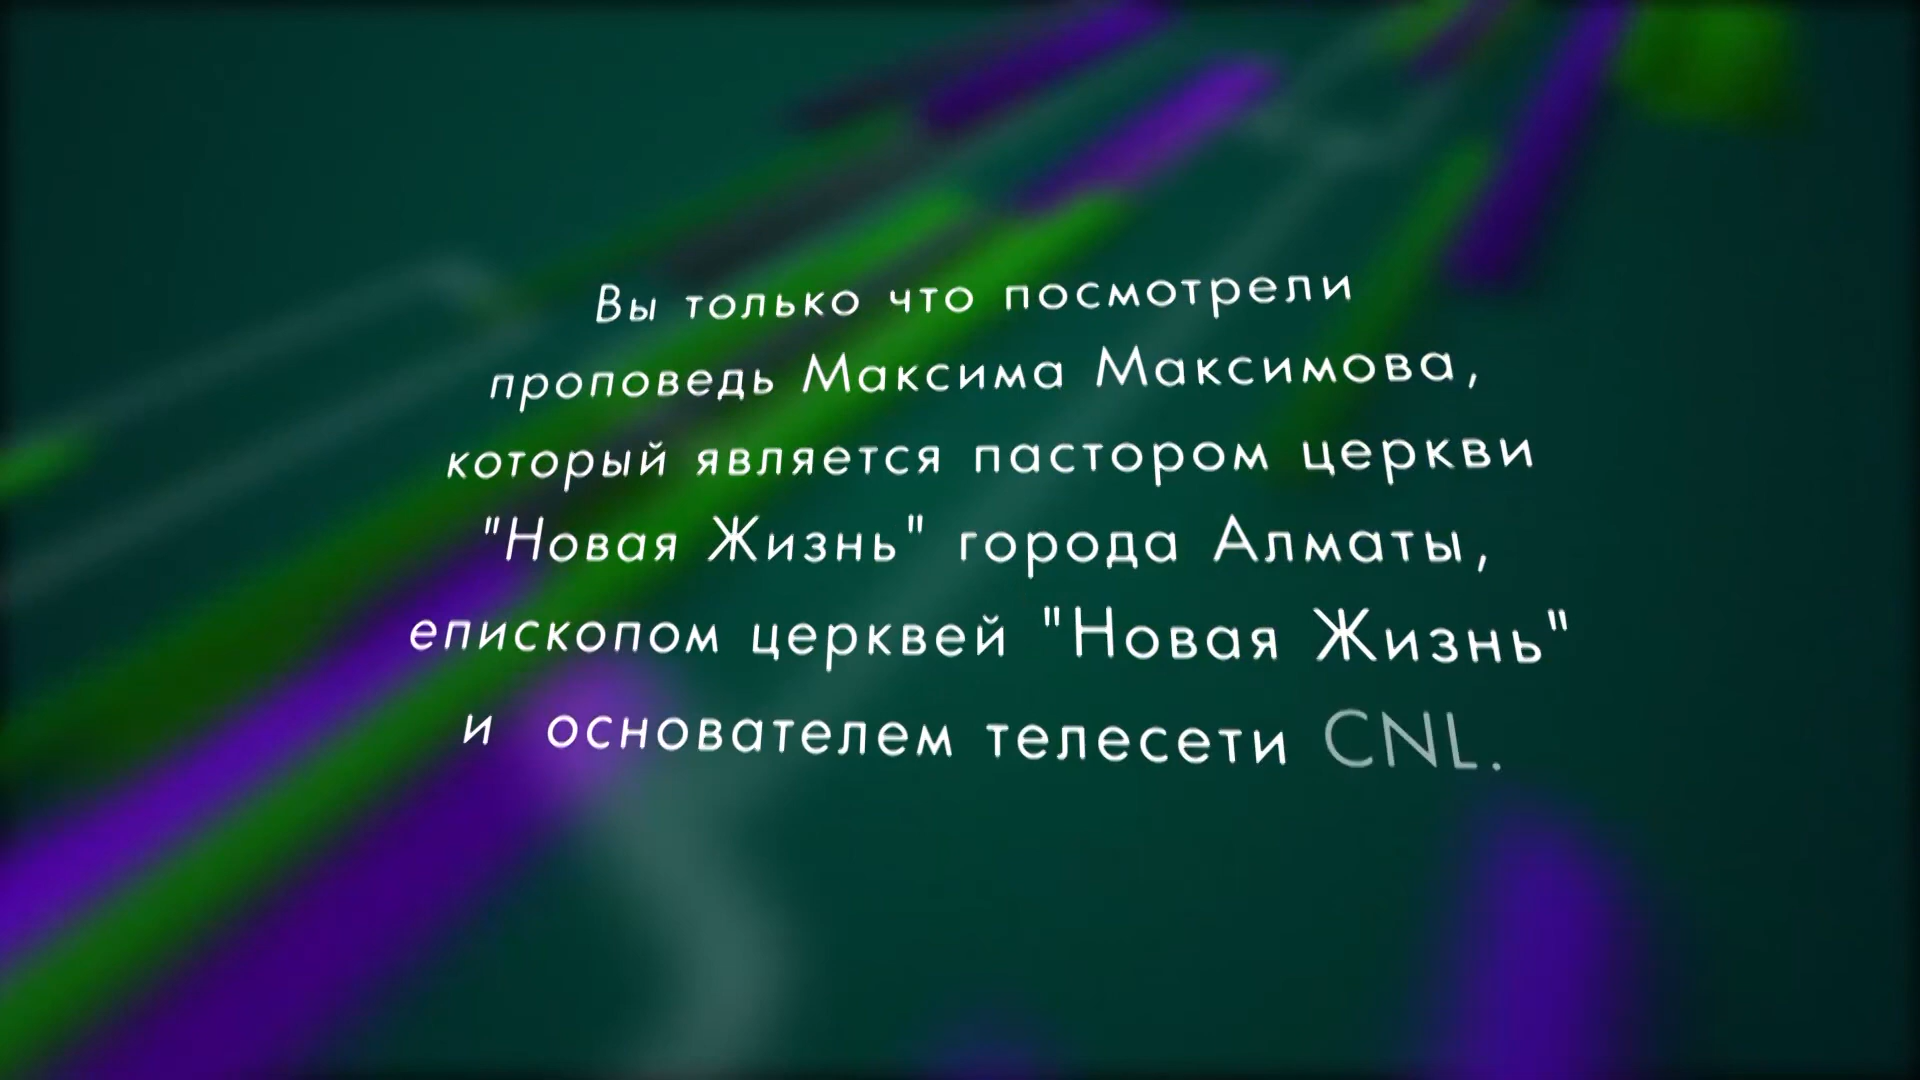 Вы только что посмотрели
проповедь Максима Максимова,
который является пастором церкви
"Новая Жизнь" города Алматы,
епископом церквей "Новая Жизнь"
и основателем телесети CNL.